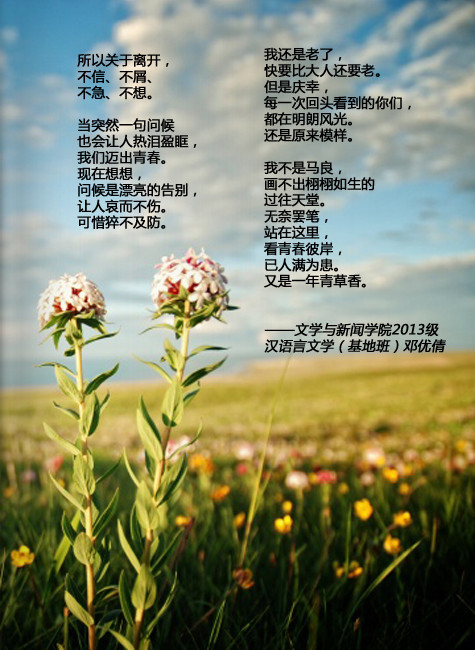 所以关于离开，
不信、不屑、
不急、不想。
当突然一句问候
也会让人热泪盈眶，
我们迈出青春。
现在想想，
问候是漂亮的告别，
让人哀而不伤。
可惜猝不及防。
我还是老了，
快要比大人还要老。
但是庆幸，
每一次回头看到的你们，
都在明朗风光。
还是原来模样。
我不是马良，
画不出栩栩如生的
过往天堂。
无奈罢笔，
站在这里，
看青春彼岸，
已人满为患。
又是一年青草香。
——文学与新闻学院2013级
汉语言文学（基地班）邓优倩